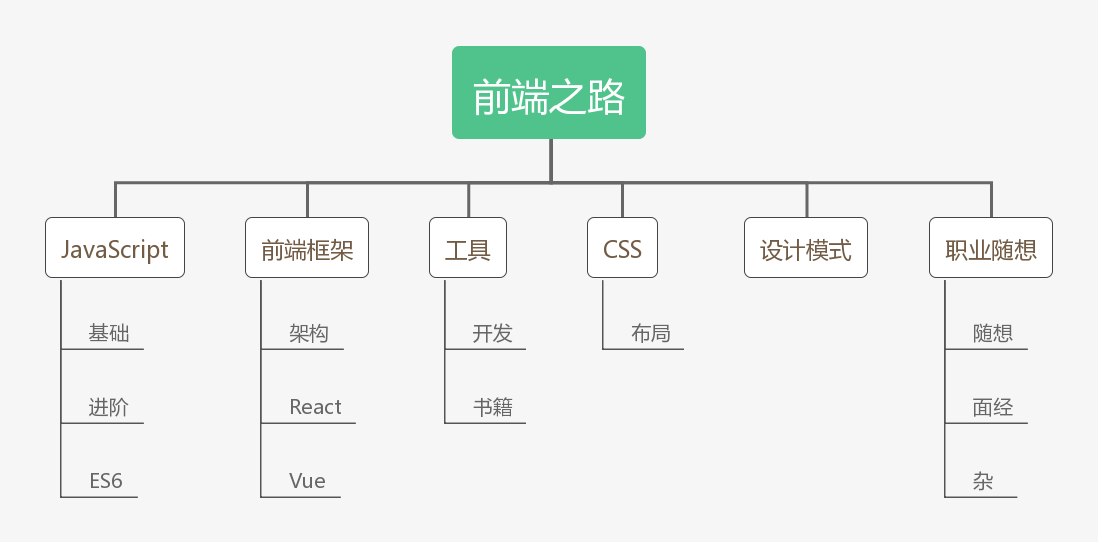 前端之路
JavaScript
前端框架
工具
CSS
设计模式
职业随想
基础
架构
开发
布局
随想
进阶
React
书籍
面经
ES6
Vue
杂